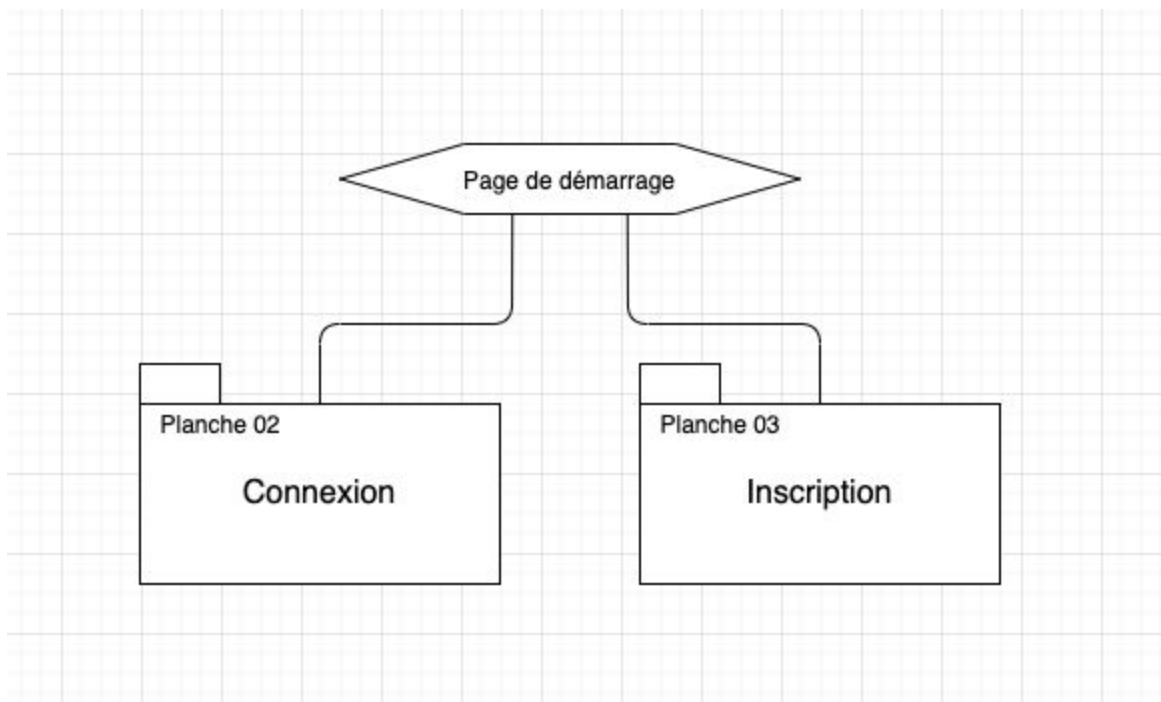 Page de démarrage
Planche 02
Connexion
Planche 03
Inscription